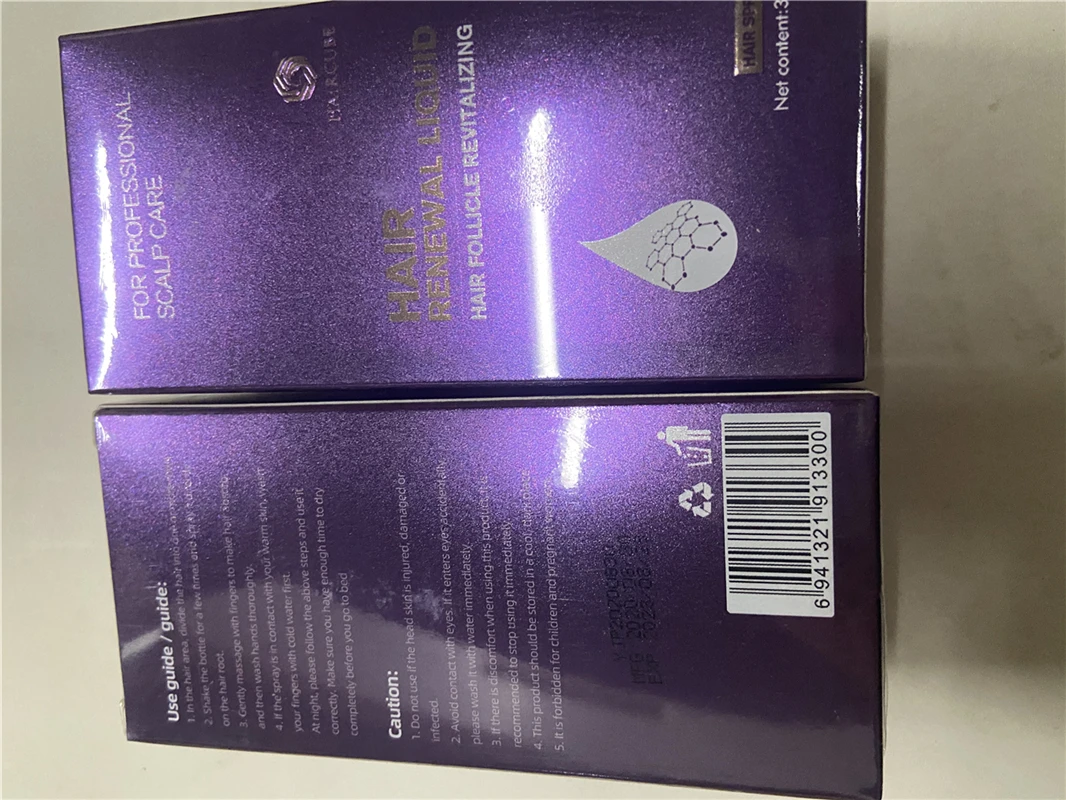 FOR PROFESSIONAL
SCALP CARE
HAIRCUBE
HAIR
RENEWAL LIQUID
HAIR FOLLICLE REVITALIZING
HAIR
Net content:3
Use guide / guide:
1. In the hair area, divide the hair into
2. Shake the bottle for a few times and spray
on the hair root.
3. Gently massage with fingers to make hair absorb,
and then wash hands thoroughly.
4. If the spray is in contact with your warm skin, wet
your fingers with cold water first.
At night, please follow the above steps and use it
correctly. Make sure you have enough time to dry
completely before you go to bed
Caution:
1. Do not use if the head skin is injured, damaged or
infected.
2. Avoid contact with eyes. If it enters eyes accidentally,
please wash it with water immediately.
3. If there is discomfort when using this product, it is
recommended to stop using it immediately.
4. This product should be stored in a cool, dark place.
5. It is forbidden for children and pregnant women.
6 941321 913300